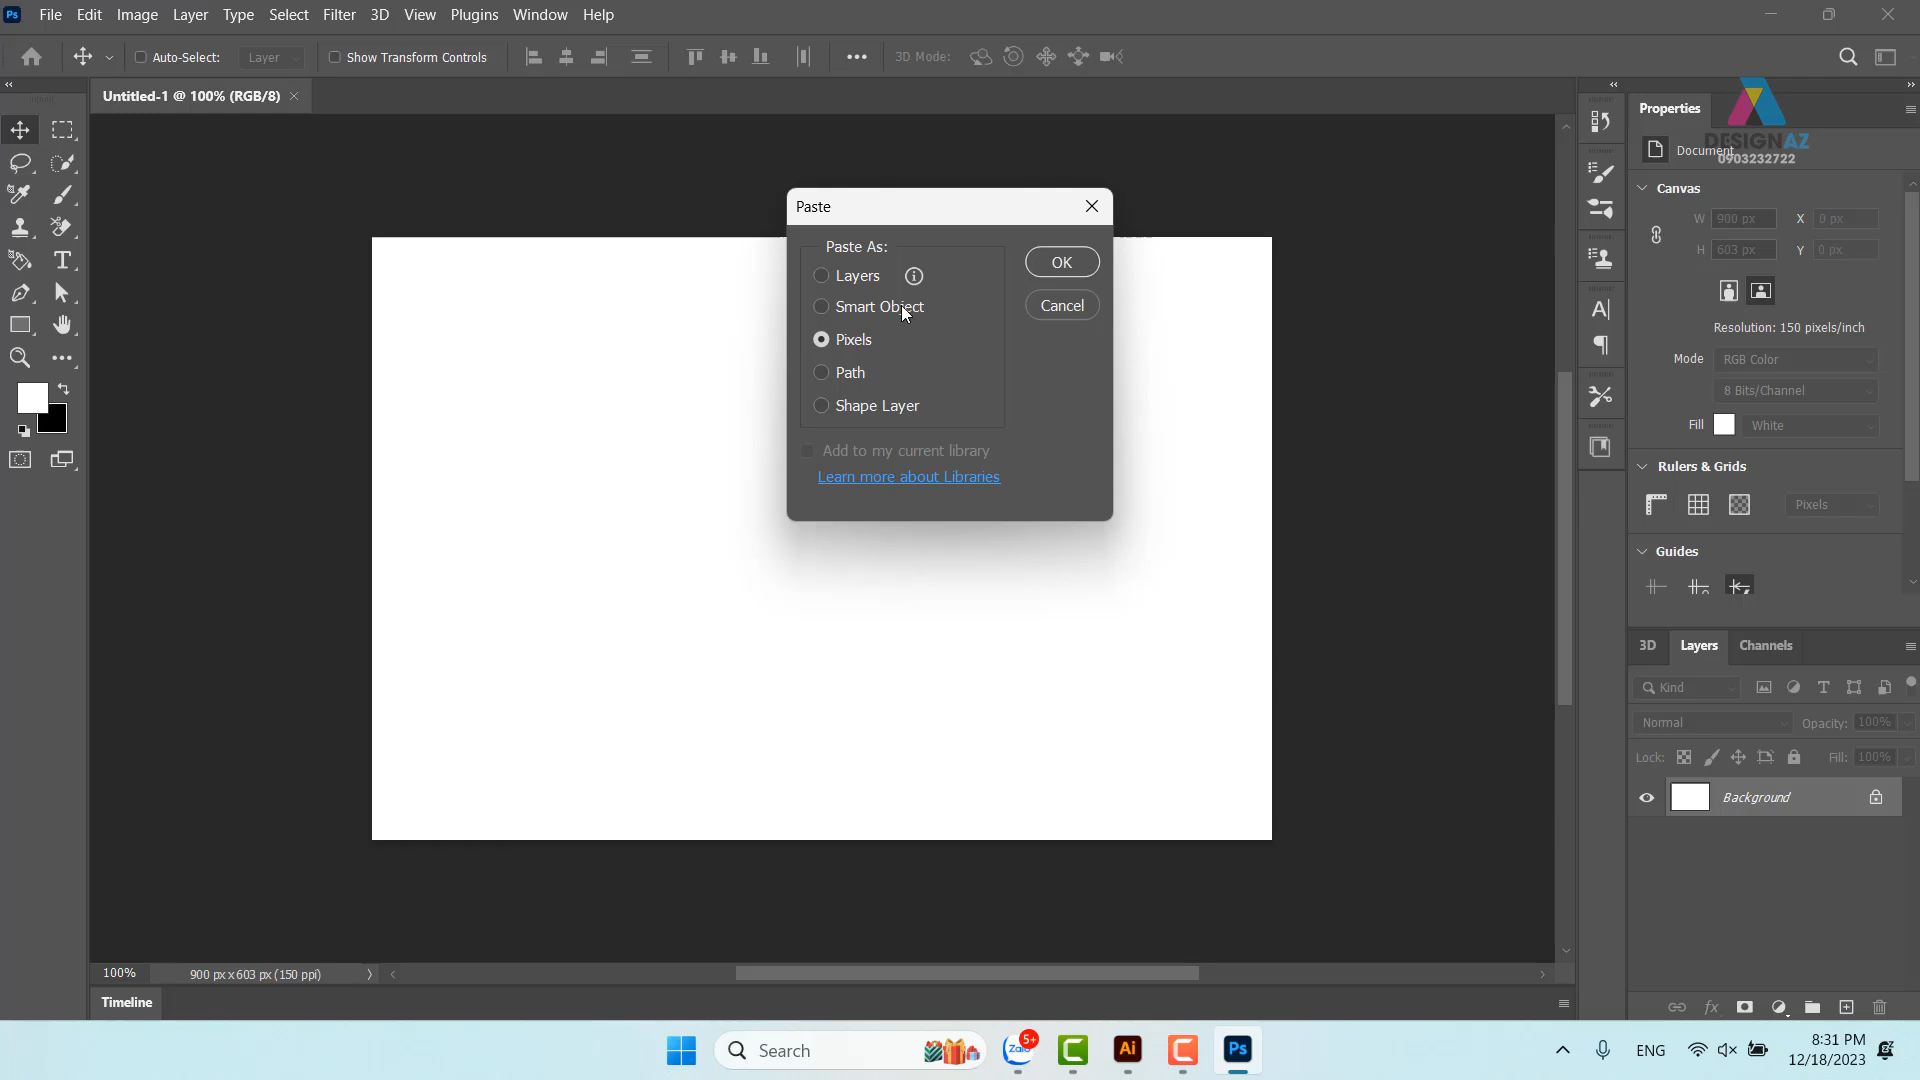 Ps File Edit Image Layer Type Select Filter 3D View Plugins Window Help
Auto-Select: Layer Show Transform Controls 3D Mode:
Untitled-1 @ 100% (RGB/8)
Properties
DESIGNAZ
Document
0903232722
Canvas
W 900 px X 0 px
H 603 px Y 0 px
Resolution: 150 pixels/inch
Mode RGB Color
8 Bits/Channel
Fill White
Rulers & Grids
Pixels
Guides
Paste
Paste As:
Layers
Smart Object
Pixels
Path
Shape Layer
OK
Cancel
Add to my current library
Learn more about Libraries
3D Layers Channels
Kind
Normal Opacity: 100%
Lock: Fill: 100%
Background
100% 900 px x 603 px (150 ppi)
Timeline
Search
Zalo
5+
Ai
Ps
ENG
8:31 PM
12/18/2023